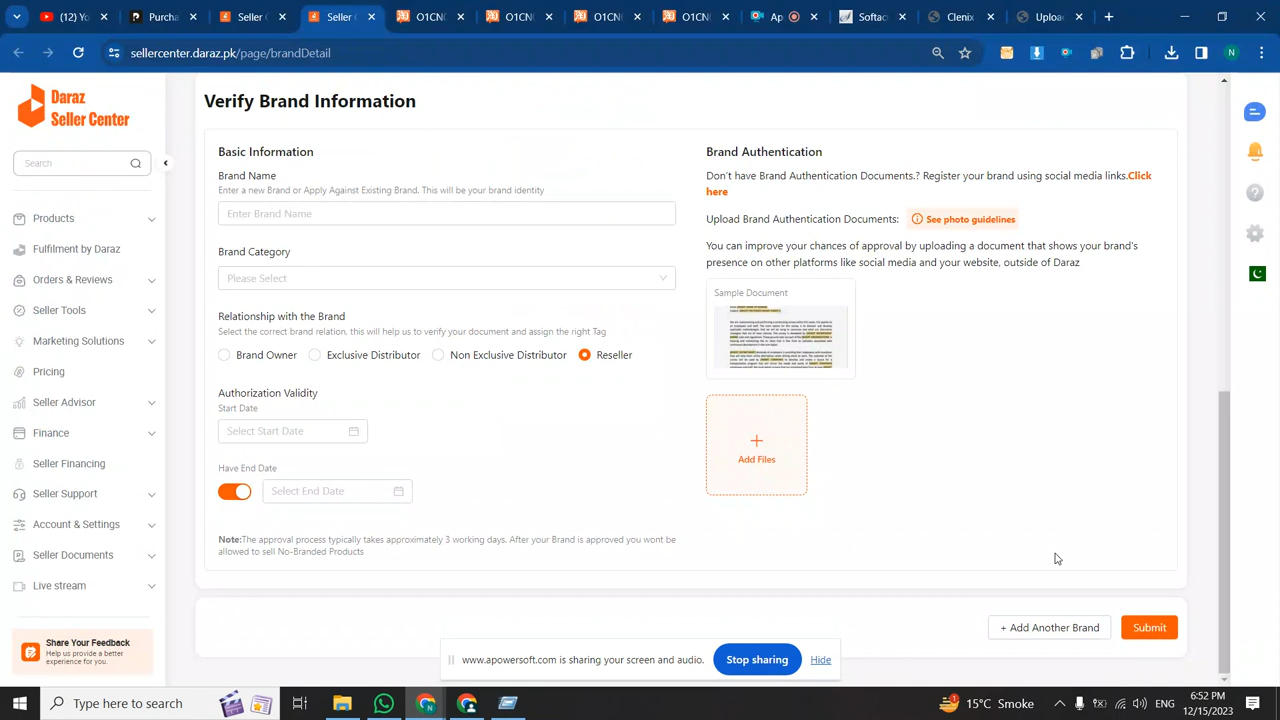 You
Purcha
Seller C
Seller C
O1CNC
O1CNC
O1CNC
O1CNC
Ap
Softac
Clenix
Uploa
sellercenter.daraz.pk/page/brandDetail
N
Daraz
Seller Center
Search
Products
Fulfilment by Daraz
Orders & Reviews
Seller Tools
Marketing
Seller Advisor
Finance
Seller Financing
Seller Support
Account & Settings
Seller Documents
Live stream
Share Your Feedback
Help us provide a better
experience for you.
Verify Brand Information
Basic Information
Brand Name
Enter a new Brand or Apply Against Existing Brand. This will be your brand identity
Enter Brand Name
Brand Category
Please Select
Relationship with the Brand
Select the correct brand relation, this will help us to verify your document and assign the right Tag
Brand Owner
Exclusive Distributor
Non Exclusive Distributor
Reseller
Authorization Validity
Start Date
Select Start Date
Have End Date
Select End Date
Note:The approval process typically takes approximately 3 working days. After your Brand is approved you wont be
allowed to sell No-Branded Products
Brand Authentication
Don't have Brand Authentication Documents.? Register your brand using social media links.Click
here
Upload Brand Authentication Documents:
See photo guidelines
You can improve your chances of approval by uploading a document that shows your brand's
presence on other platforms like social media and your website, outside of Daraz
Sample Document
Add Files
+ Add Another Brand
Submit
www.apowersoft.com is sharing your screen and audio.
Stop sharing
Hide
Type here to search
15°C Smoke
6:52 PM
12/15/2023